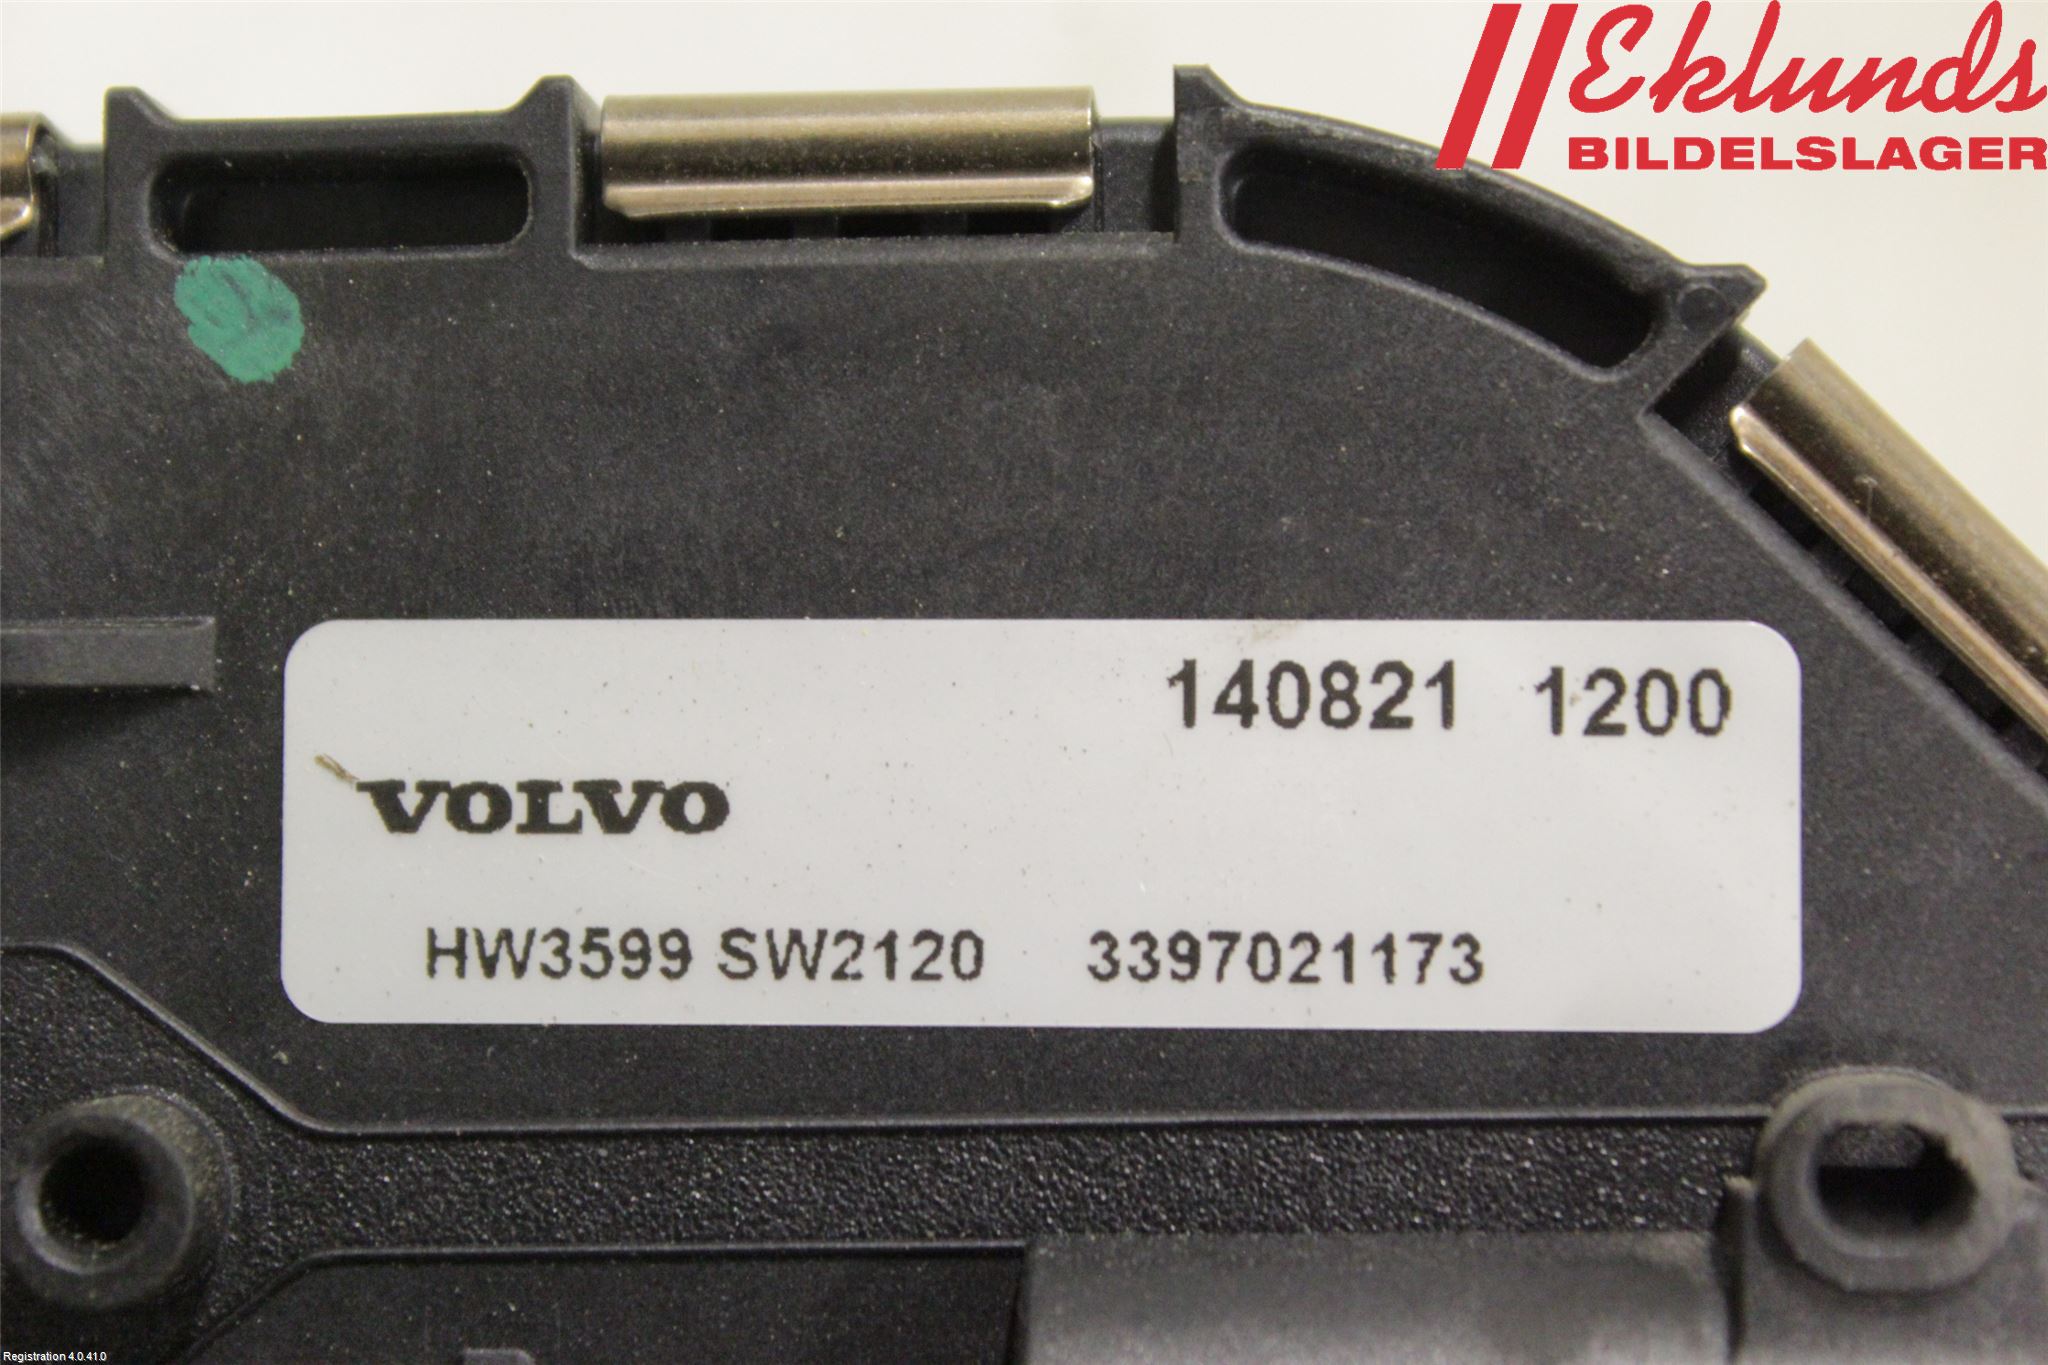 Eklunds
BILDELSLAGER
140821 1200
VOLVO
HW3599 SW2120 3397021173
Registration 4.0.41.0